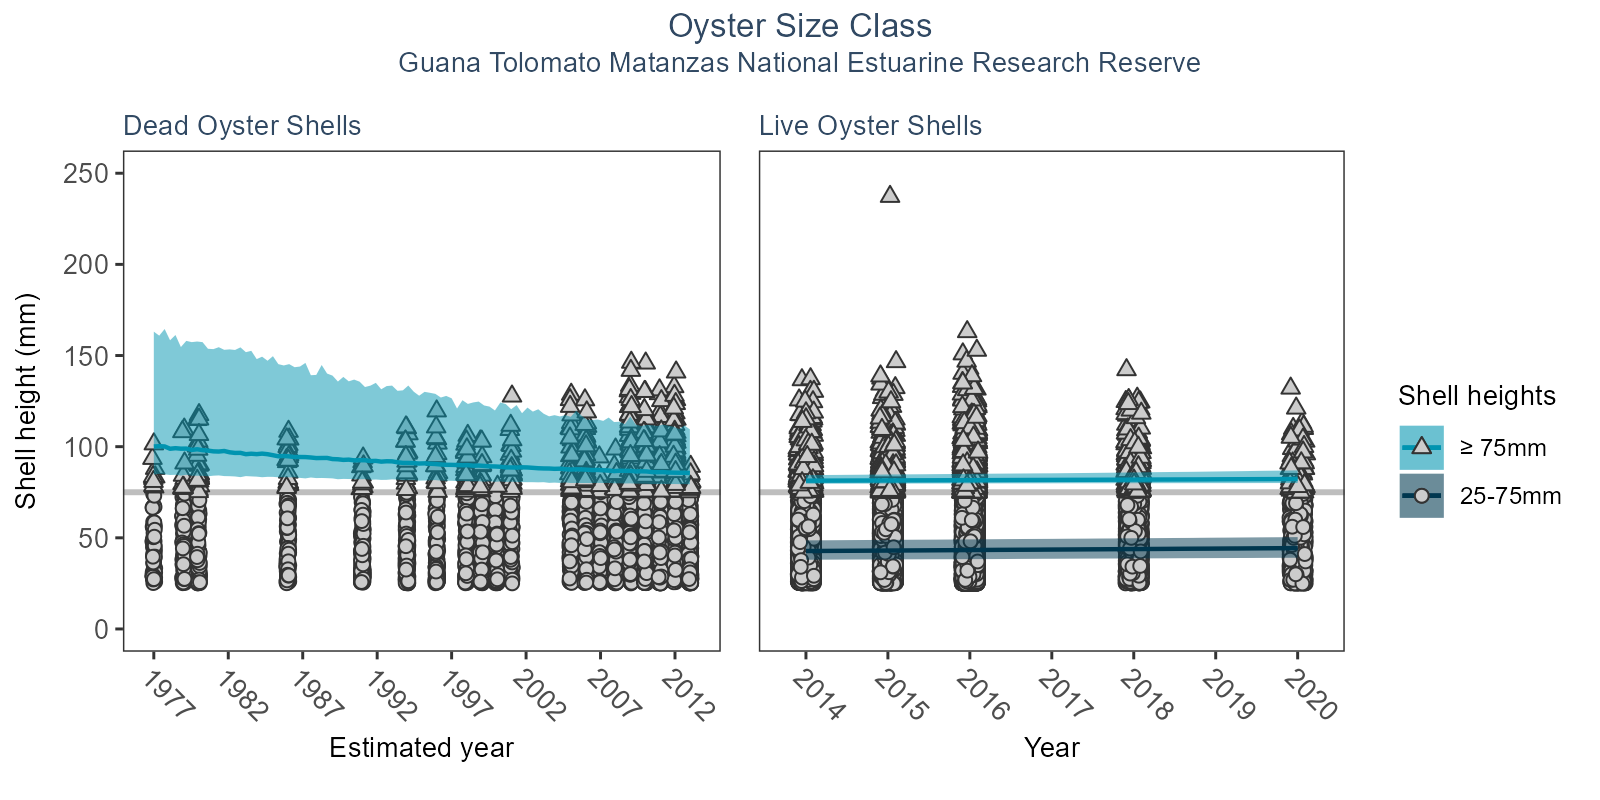 Oyster Size Class
Guana Tolomato Matanzas National Estuarine Research Reserve
Dead Oyster Shells
Live Oyster Shells
Shell height (mm)
250
200
150
100
50
0
1977
1982
1987
1992
1997
2002
2007
2012
Estimated year
2014
2015
2016
2017
2018
2019
2020
Year
Shell heights
≥ 75mm
25-75mm